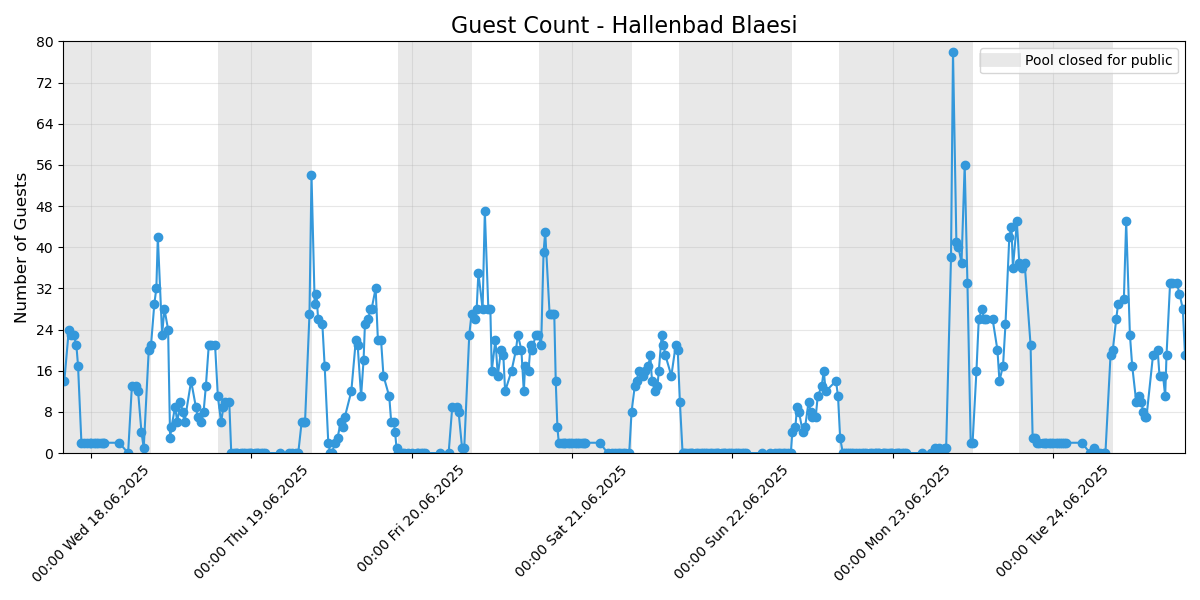 Guest Count - Hallenbad Blaesi
Pool closed for public
Number of Guests
80
72
64
56
48
40
32
24
16
8
0
00:00 Wed 18.06.2025
00:00 Thu 19.06.2025
00:00 Fri 20.06.2025
00:00 Sat 21.06.2025
00:00 Sun 22.06.2025
00:00 Mon 23.06.2025
00:00 Tue 24.06.2025